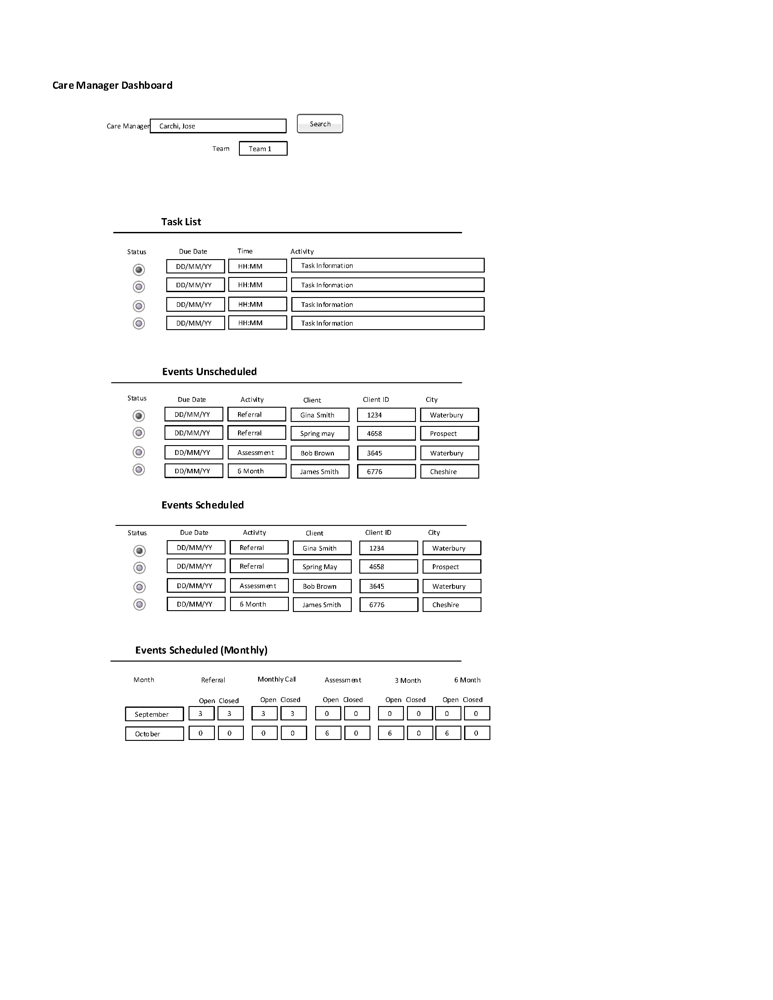 Care Manager Dashboard
Care Manager Carchi, Jose Search
Team Team 1
Task List
Status Due Date Time Activity
DD/MM/YY HH:MM Task Information
DD/MM/YY HH:MM Task Information
DD/MM/YY HH:MM Task Information
DD/MM/YY HH:MM Task Information
Events Unscheduled
Status Due Date Activity Client Client ID City
DD/MM/YY Referral Gina Smith 1234 Waterbury
DD/MM/YY Referral Spring may 4658 Prospect
DD/MM/YY Assessment Bob Brown 3645 Waterbury
DD/MM/YY 6 Month James Smith 6776 Cheshire
Events Scheduled
Status Due Date Activity Client Client ID City
DD/MM/YY Referral Gina Smith 1234 Waterbury
DD/MM/YY Referral Spring May 4658 Prospect
DD/MM/YY Assessment Bob Brown 3645 Waterbury
DD/MM/YY 6 Month James Smith 6776 Cheshire
Events Scheduled (Monthly)
Month Referral Monthly Call Assessment 3 Month 6 Month
Open Closed Open Closed Open Closed Open Closed Open Closed
September 3 3 3 3 0 0 0 0 0 0
October 0 0 0 0 6 0 6 0 6 0